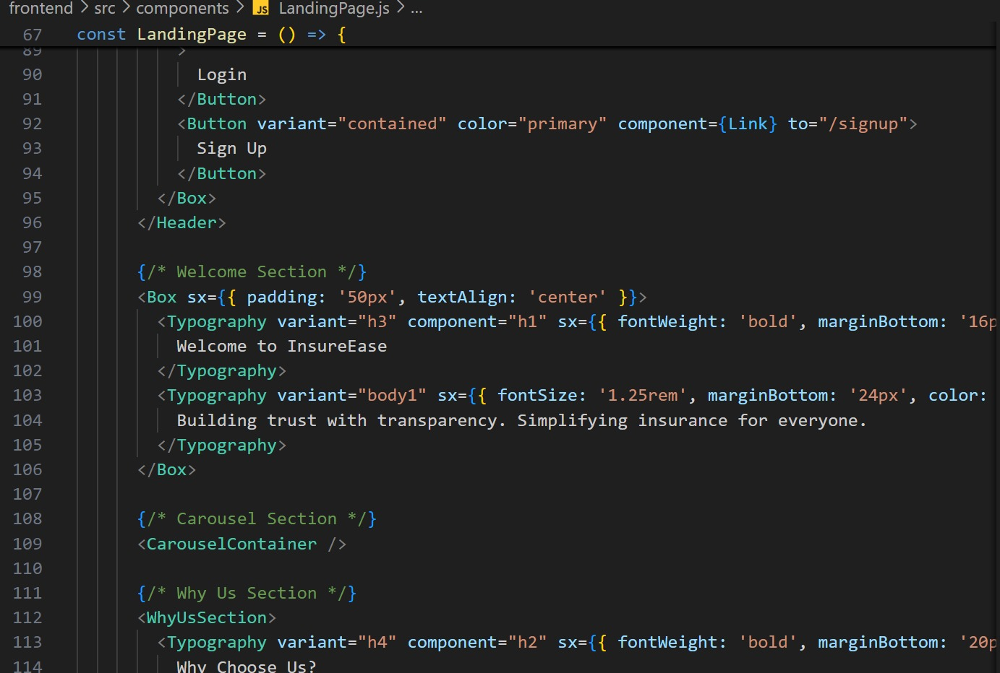 frontend > src > components > JS LandingPage.js > ...
67 const LandingPage = () => {
89 >
90 Login
91 </Button>
92 <Button variant="contained" color="primary" component={Link} to="/signup">
93 Sign Up
94 </Button>
95 </Box>
96 </Header>
97
98 {/* Welcome Section */}
99 <Box sx={{ padding: '50px', textAlign: 'center' }}>
100 <Typography variant="h3" component="h1" sx={{ fontWeight: 'bold', marginBottom: '16p
101 Welcome to InsureEase
102 </Typography>
103 <Typography variant="body1" sx={{ fontSize: '1.25rem', marginBottom: '24px', color:
104 Building trust with transparency. Simplifying insurance for everyone.
105 </Typography>
106 </Box>
107
108 {/* Carousel Section */}
109 <CarouselContainer />
110
111 {/* Why Us Section */}
112 <WhyUsSection>
113 <Typography variant="h4" component="h2" sx={{ fontWeight: 'bold', marginBottom: '20p
114 Why Choose Us?